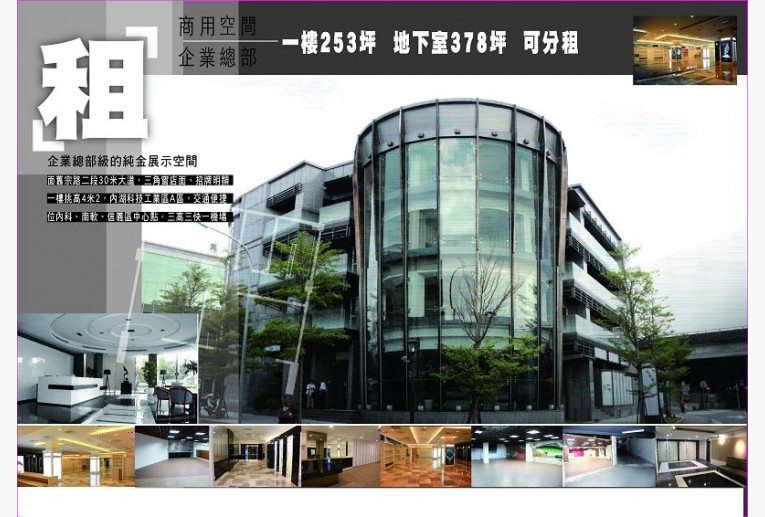 商用空間
企業總部
一樓253坪 地下室378坪 可分租
租
企業總部級的純金展示空間
面舊宗路二段30米大道，三角窗店面、招牌明顯
一樓挑高4米2，內湖科技工業區A區，交通便捷
位內科、南軟、信義區中心點，三高三快一機場